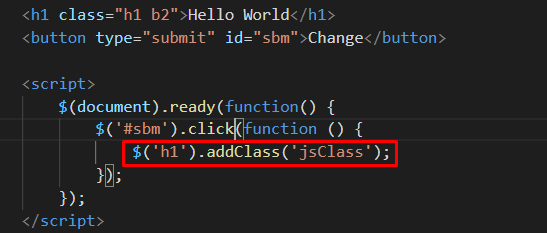 <h1 class="h1 b2">Hello World</h1>
<button type="submit" id="sbm">Change</button>
<script>
$(document).ready(function() {
$('#sbm').click(function () {
$('h1').addClass('jsClass');
});
});
</script>